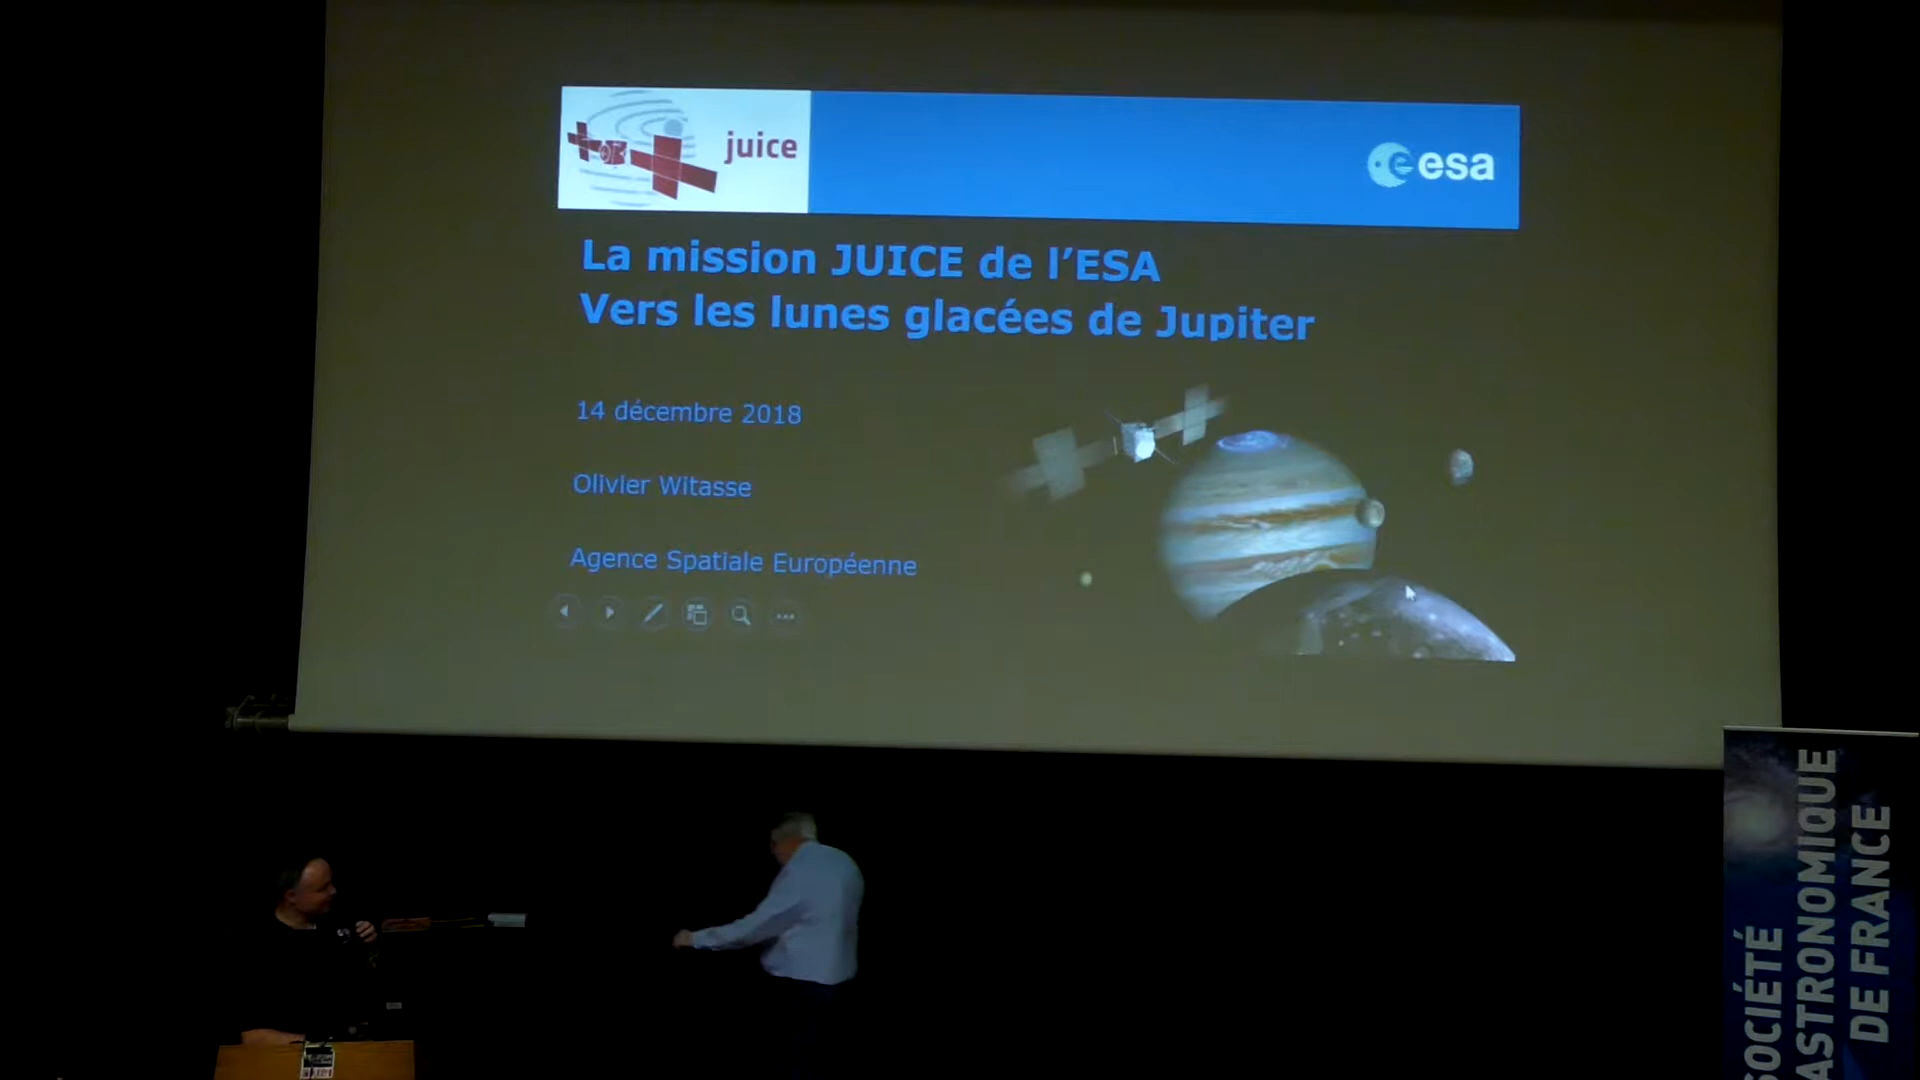 juice
esa
La mission JUICE de l'ESA
Vers les lunes glacées de Jupiter
14 décembre 2018
Olivier Witasse
Agence Spatiale Européenne
SOCIÉTÉ
ASTRONOMIQUE
DE FRANCE